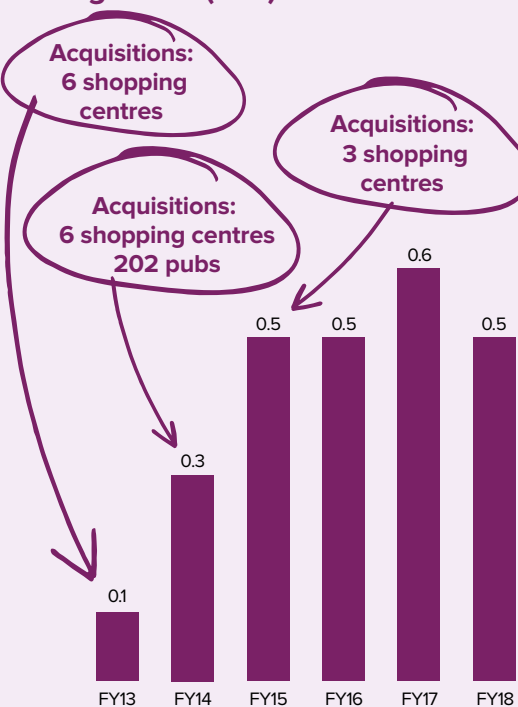 Acquisitions:
6 shopping
centres
Acquisitions:
3 shopping
centres
Acquisitions:
6 shopping centres
202 pubs
0.6
0.5
0.5
0.5
0.3
0.1
FY13
FY14
FY15
FY16
FY17
FY18